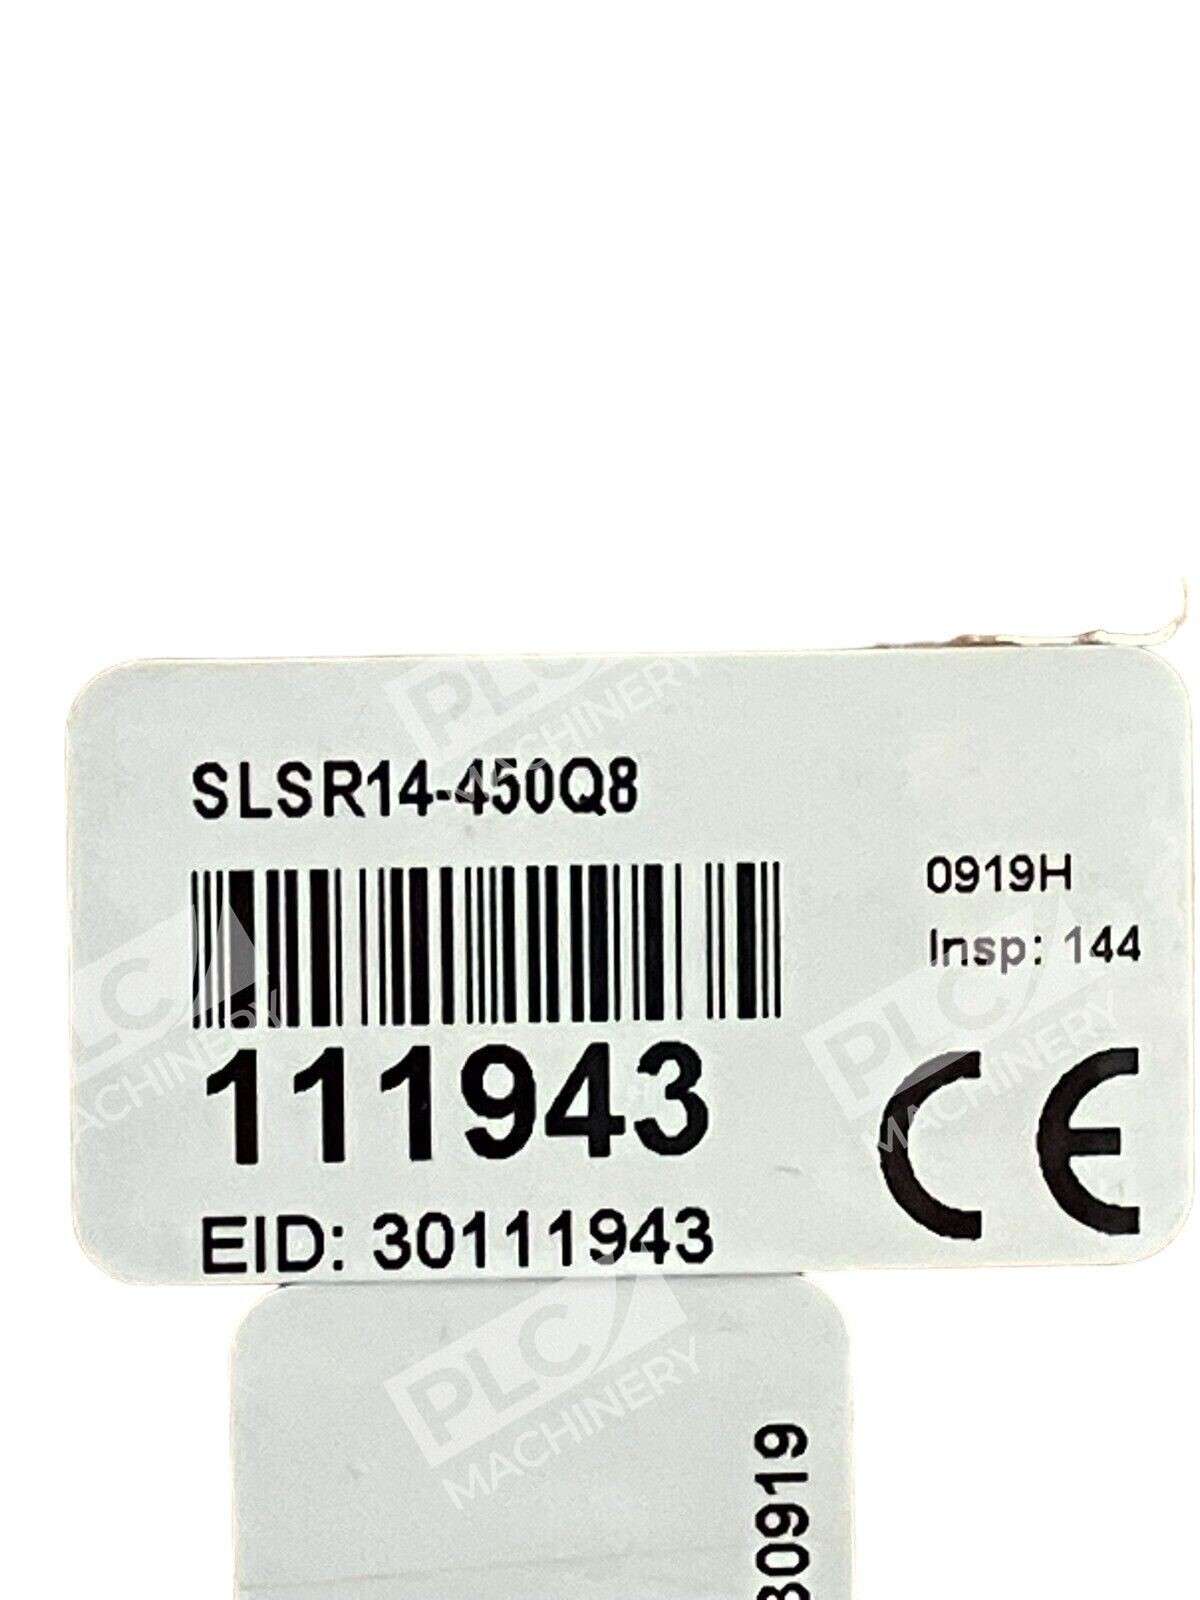 SLSR14-450Q8
0919H
Insp: 144
111943
EID: 30111943
CE
30919
PLC
MACHINERY
PLC
MACHINERY
PLC
MACHINERY
PLC
MACHINERY